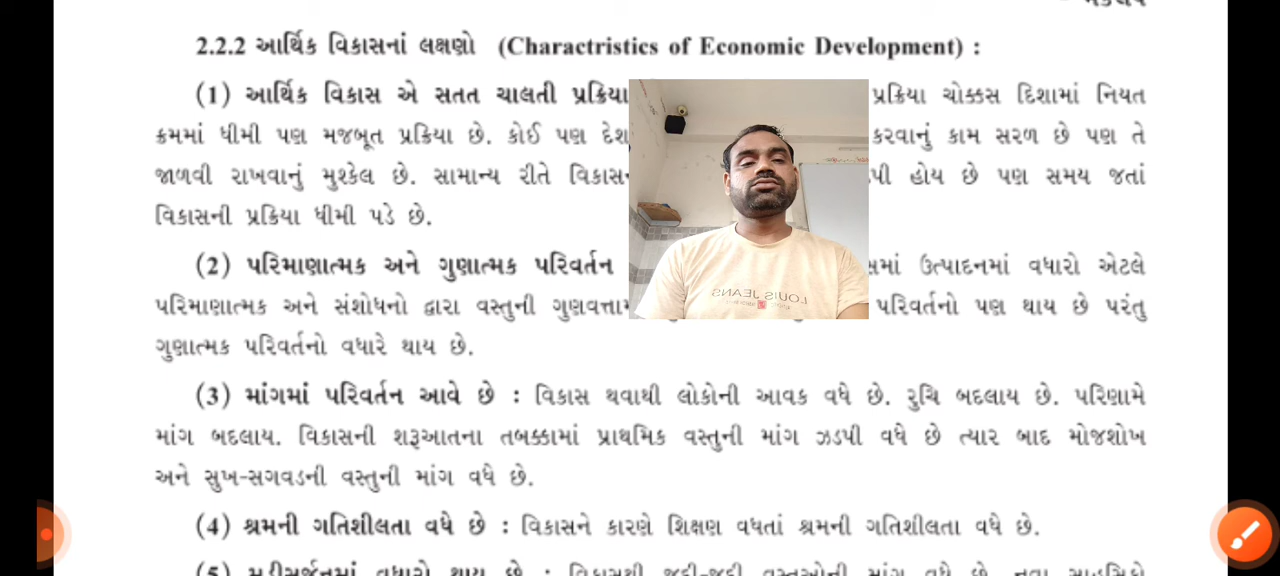 2.2.2 આર્થિક વિકાસનાં લક્ષણો (Charactristics of Economic Development) :
(1) આર્થિક વિકાસ એ સતત ચાલતી પ્રક્રિયા પ્રક્રિયા ચોક્કસ દિશામાં નિયત
ક્રમમાં ધીમી પણ મજબૂત પ્રક્રિયા છે. કોઈ પણ દેશ કરવાનું કામ સરળ છે પણ તે
જાળવી રાખવાનું મુશ્કેલ છે. સામાન્ય રીતે હોય છે પણ સમય જતાં
વિકાસની પ્રક્રિયા ધીમી પડે છે.
(2) પરિમાણાત્મક અને ગુણાત્મક પરિવર્તન ઉત્પાદનમાં વધારો એટલે
પરિમાણાત્મક અને સંશોધનો દ્વારા વસ્તુની પરિવર્તનો પણ થાય છે પરંતુ
ગુણાત્મક પરિવર્તનો વધારે થાય છે.
(3) માંગમાં પરિવર્તન આવે છે : વિકાસ થવાથી લોકોની આવક વધે છે. રુચિ બદલાય છે. પરિણામે
માંગ બદલાય. વિકાસની શરૂઆતના તબક્કામાં પ્રાથમિક વસ્તુની માંગ ઝડપી વધે છે ત્યાર બાદ મોજશોખ
અને સુખ-સગવડની વસ્તુની માંગ વધે છે.
(4) શ્રમની ગતિશીલતા વધે છે : વિકાસને કારણે શિક્ષણ વધતાં શ્રમની ગતિશીલતા વધે છે.
LOUIS JEANS